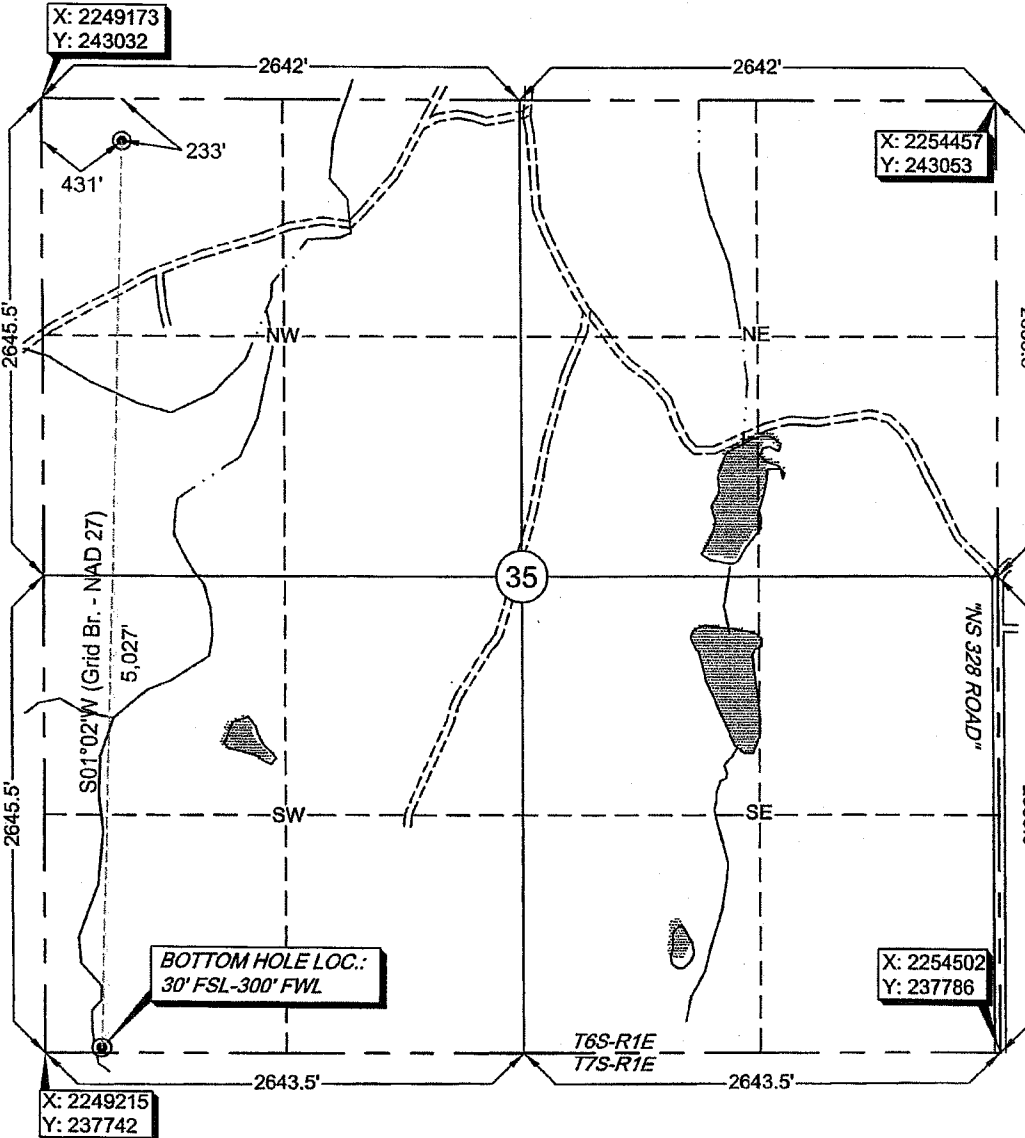 X: 2249173
Y: 243032
2642'
2642'
X: 2254457
Y: 243053
233'
431'
2645.5'
NW
NE
S01°02"W (Grid Br. - NAD 27)
5,027'
35
"NS 328 ROAD"
2645.5'
SW
SE
BOTTOM HOLE LOC.:
30' FSL-300' FWL
X: 2254502
Y: 237786
T6S-R1E
T7S-R1E
2643.5'
2643.5'
X: 2249215
Y: 237742